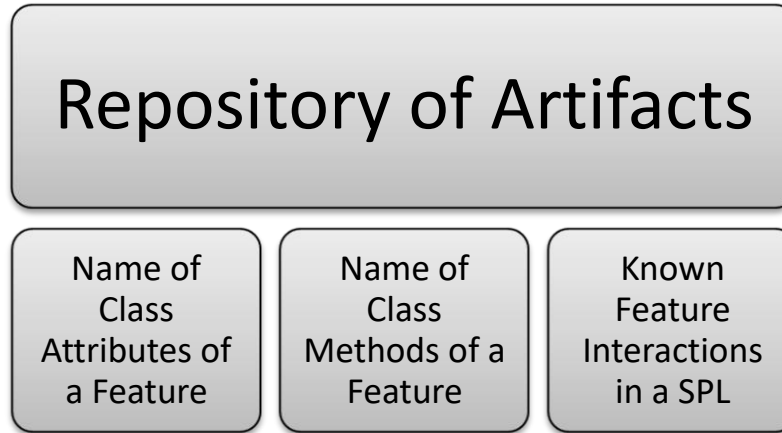 Repository of Artifacts
Name of
Class
Attributes of
a Feature
Name of
Class
Methods of a
Feature
Known
Feature
Interactions
in a SPL